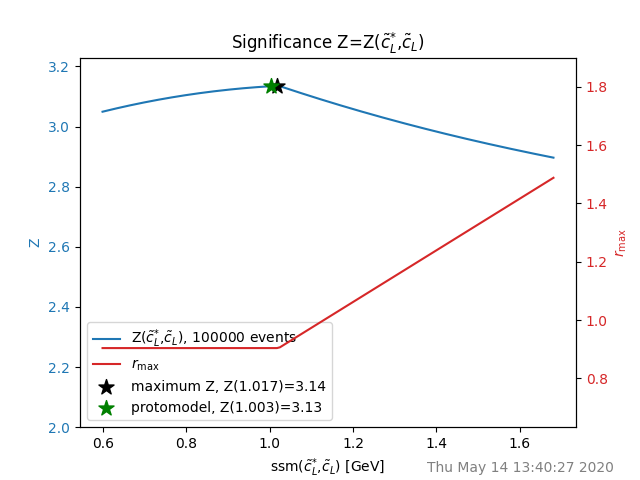 Significance Z=Z(c̃*L,c̃L)
3.2
3.0
2.8
2.6
2.4
2.2
2.0
Z
1.8
1.6
1.4
1.2
1.0
0.8
rmax
Z(c̃*L,c̃L), 100000 events
rmax
maximum Z, Z(1.017)=3.14
protomodel, Z(1.003)=3.13
0.6 0.8 1.0 1.2 1.4 1.6
ssm(c̃*L,c̃L) [GeV]
Thu May 14 13:40:27 2020